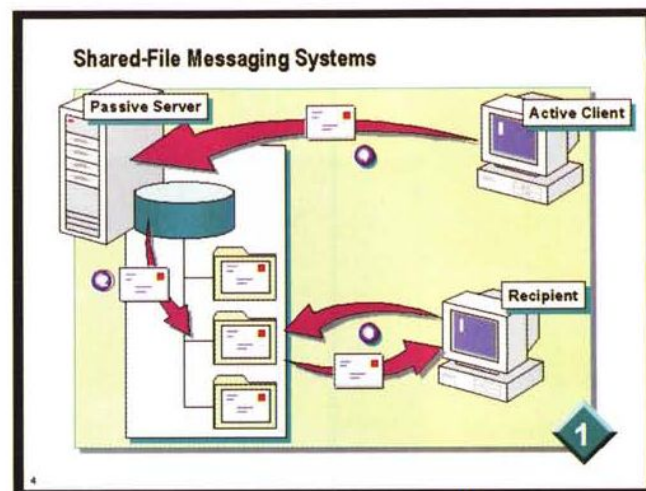 Shared-File Messaging Systems
Passive Server
Active Client
Recipient
1
4